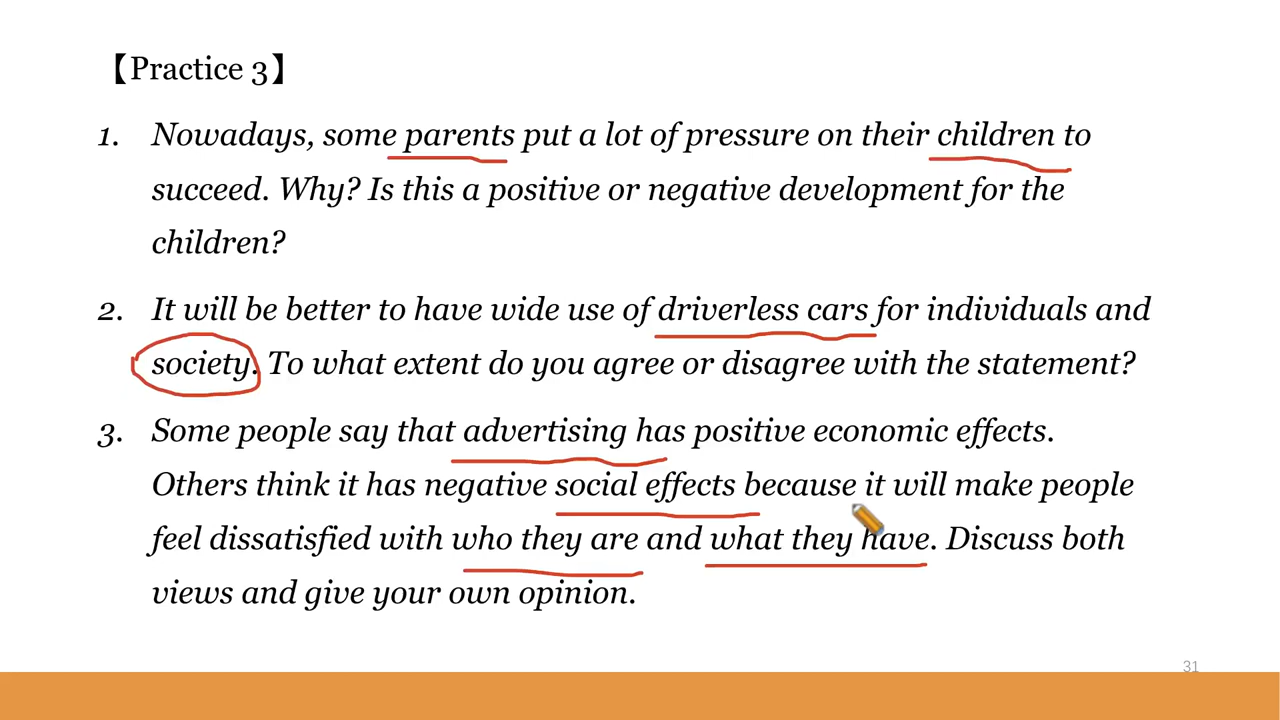 【Practice 3】
1. Nowadays, some parents put a lot of pressure on their children to
succeed. Why? Is this a positive or negative development for the
children?
2. It will be better to have wide use of driverless cars for individuals and
society. To what extent do you agree or disagree with the statement?
3. Some people say that advertising has positive economic effects.
Others think it has negative social effects because it will make people
feel dissatisfied with who they are and what they have. Discuss both
views and give your own opinion.
31